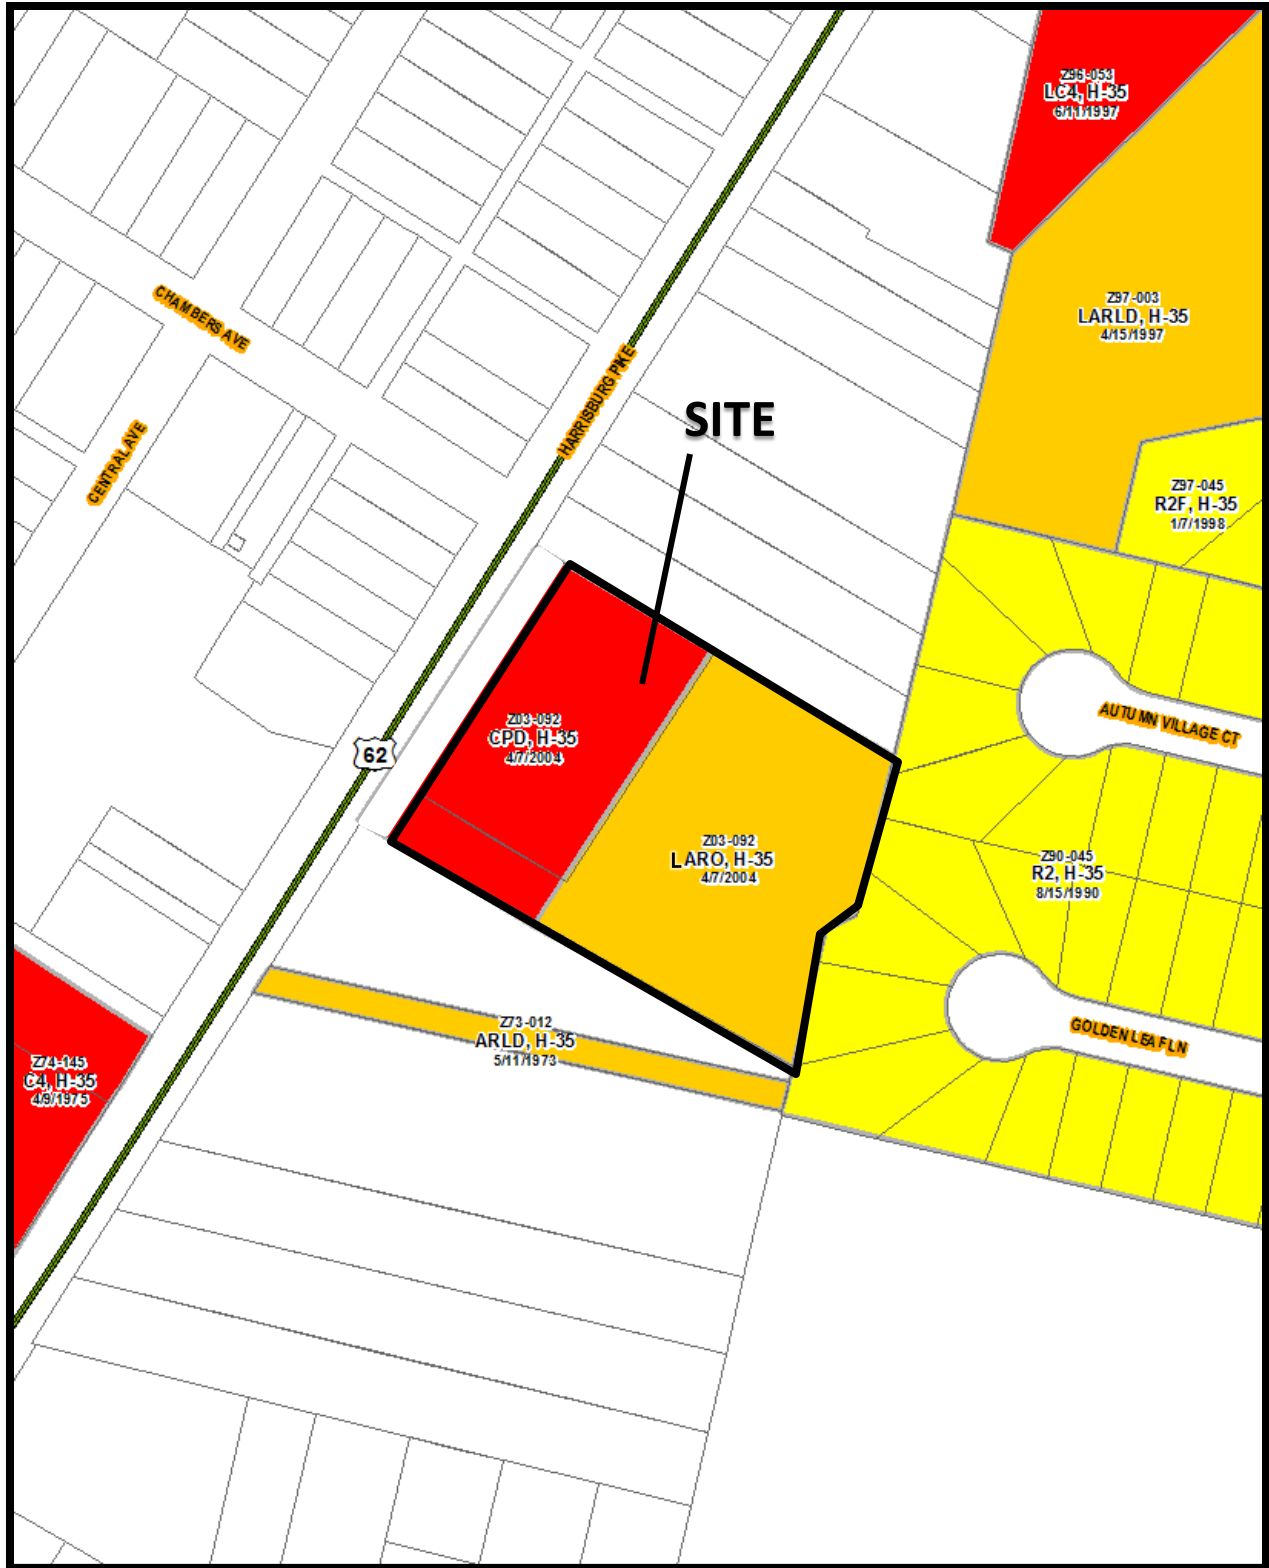 Z96-053
LC4, H-35
6/11/1997
Z97-003
LARLD, H-35
4/15/1997
CHAMBERS AVE
HARRISBURG PIKE
SITE
CENTRAL AVE
Z97-045
R2F, H-35
1/7/1998
AUTUMN VILLAGE CT
Z03-092
CPD, H-35
4/7/2004
62
Z03-092
LARO, H-35
4/7/2004
Z90-045
R2, H-35
8/15/1990
Z73-012
ARLD, H-35
5/11/1973
GOLDEN LEAF LN
Z74-145
C4, H-35
4/9/1975